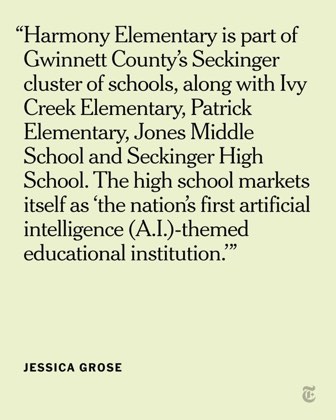 “Harmony Elementary is part of
Gwinnett County’s Seckinger
cluster of schools, along with Ivy
Creek Elementary, Patrick
Elementary, Jones Middle
School and Seckinger High
School. The high school markets
itself as ‘the nation’s first artificial
intelligence (A.I.)-themed
educational institution.’”
JESSICA GROSE
T